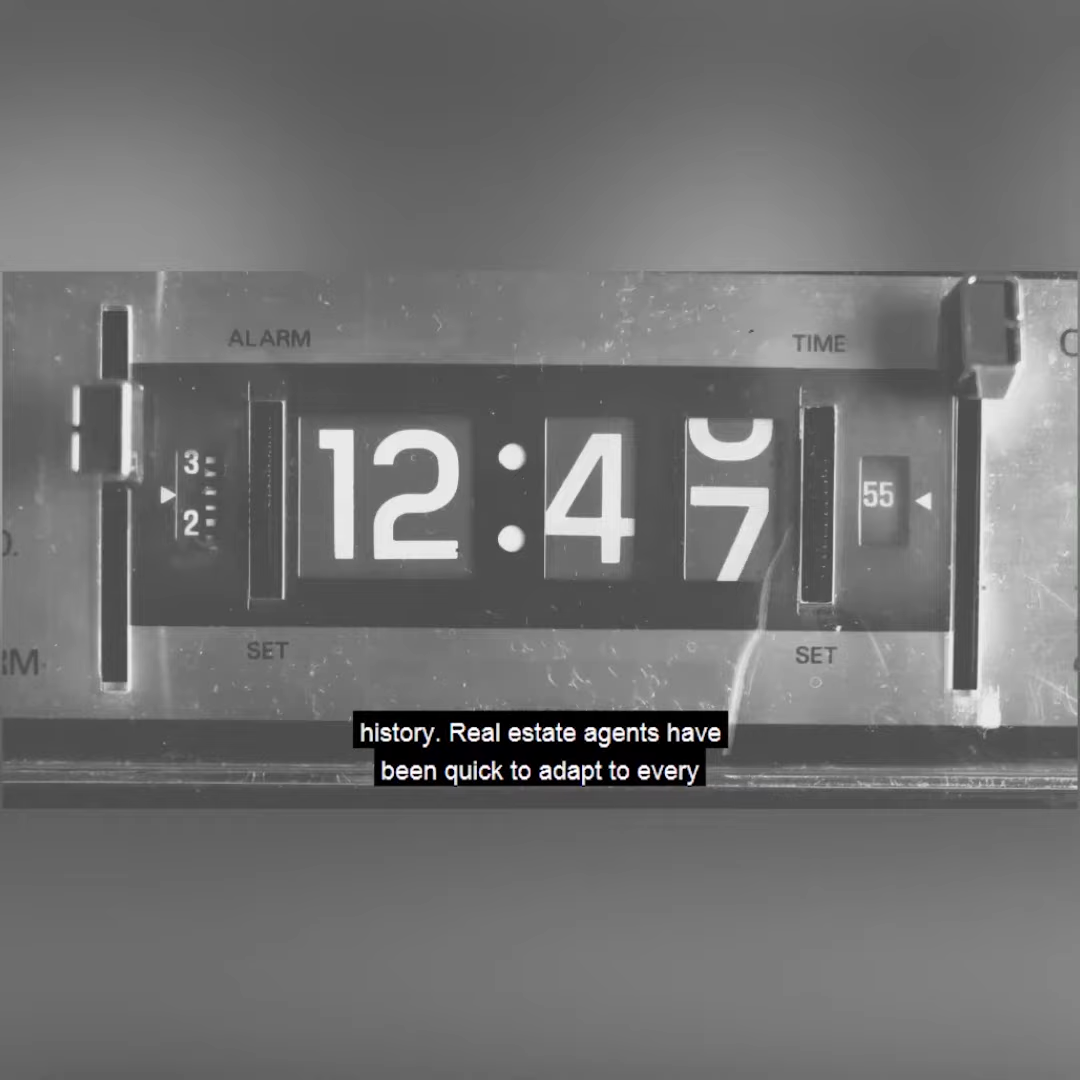 ALARM
TIME
3
2
12:4
7
55
SET
SET
history. Real estate agents have
been quick to adapt to every